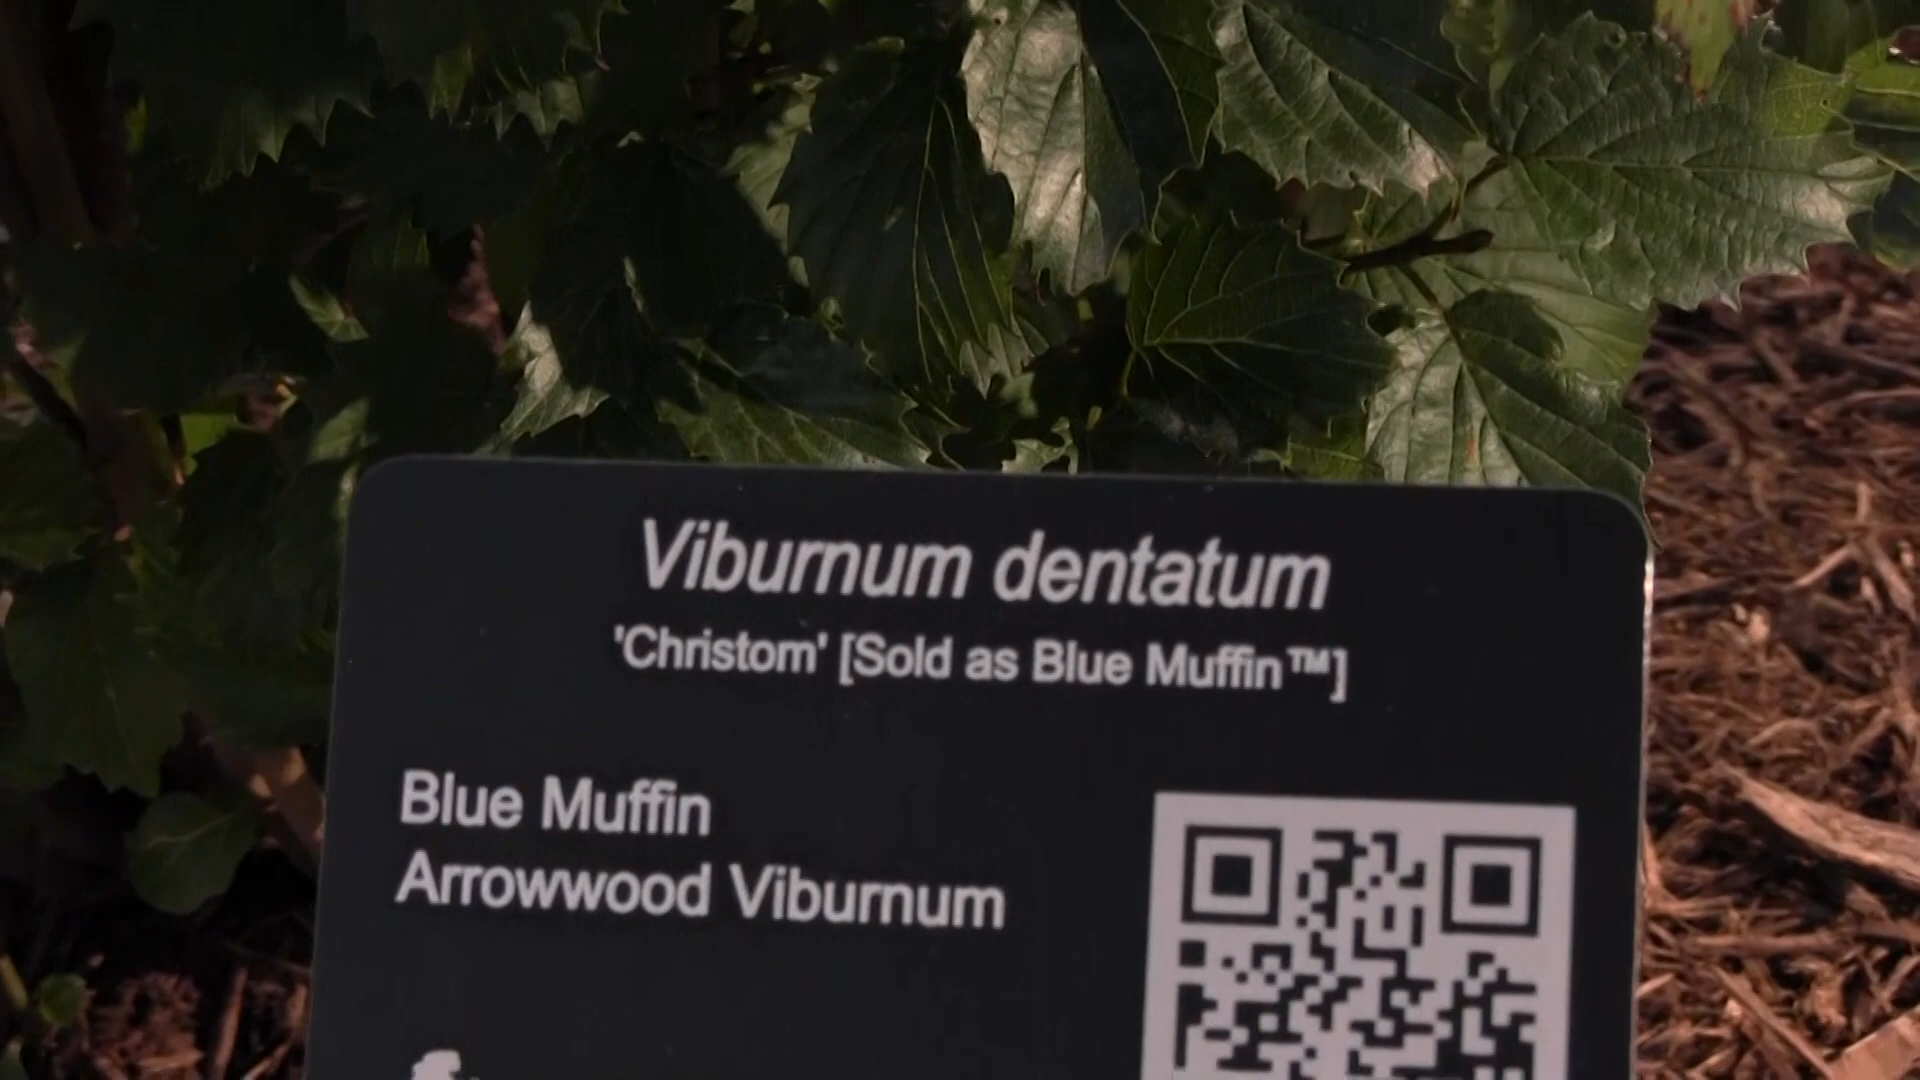 Viburnum dentatum
'Christom' [Sold as Blue Muffin™]
Blue Muffin
Arrowwood Viburnum